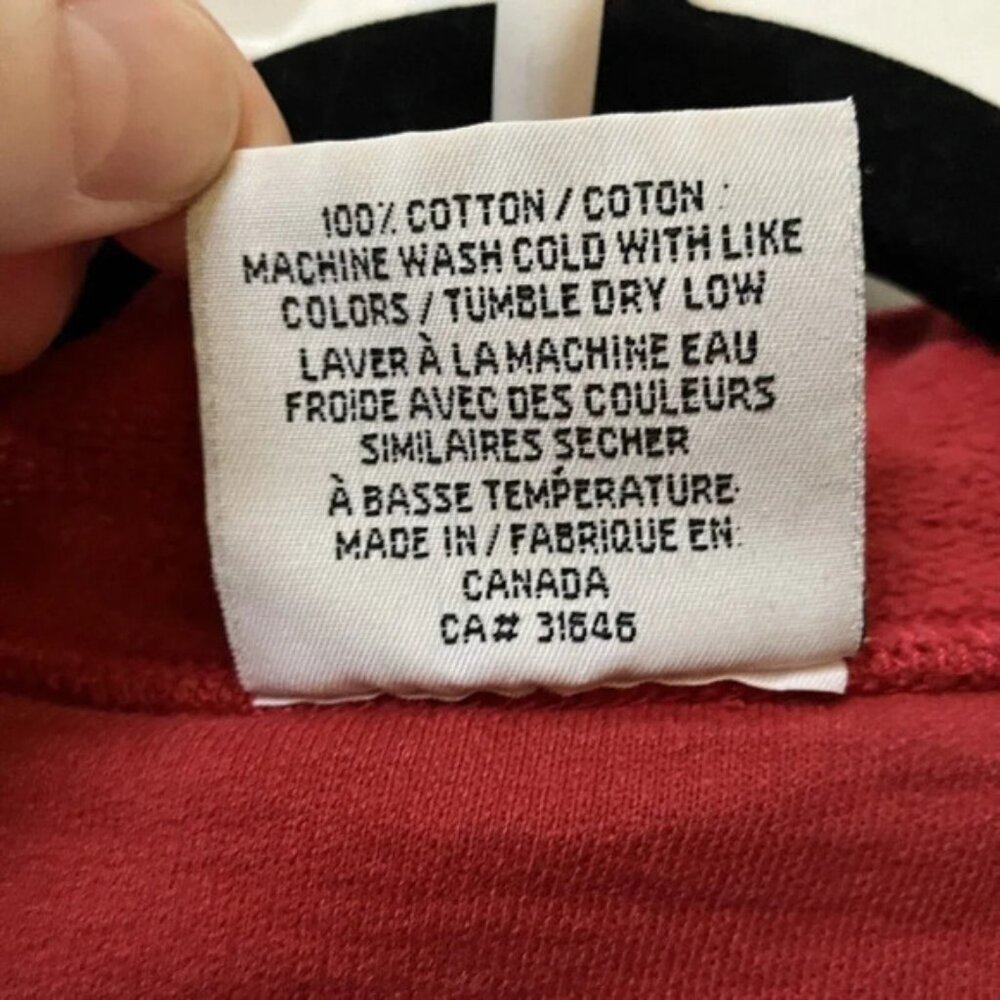 100% COTTON / COTON
MACHINE WASH COLD WITH LIKE
COLORS / TUMBLE DRY LOW
LAVER À LA MACHINE EAU
FROIDE AVEC DES COULEURS
SIMILAIRES SECHER
À BASSE TEMPÉRATURE
MADE IN / FABRIQUE EN:
CANADA
CA# 31646